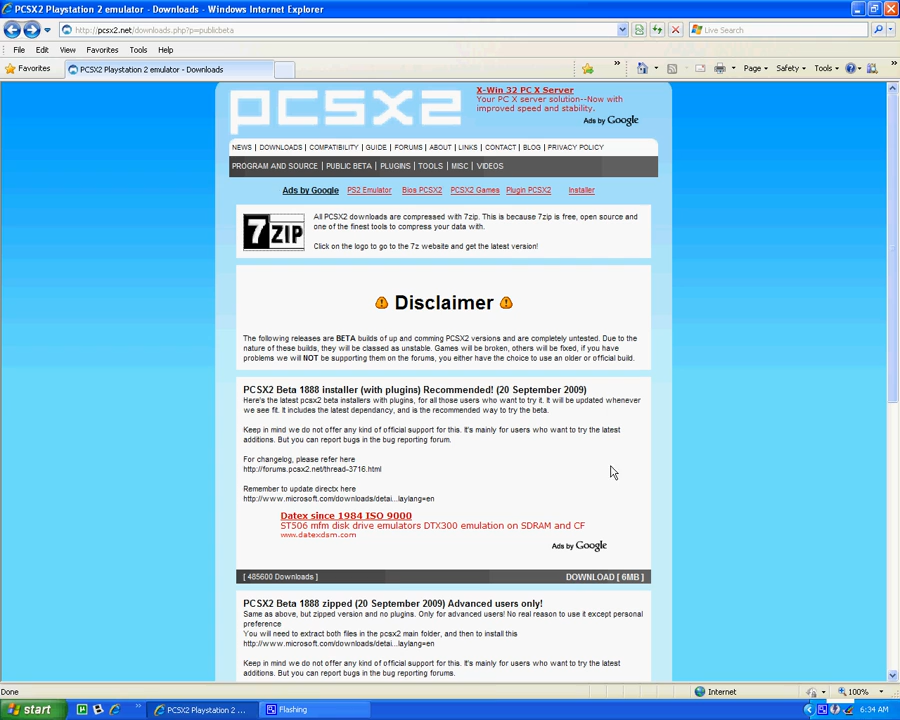 PCSX2 Playstation 2 emulator - Downloads - Windows Internet Explorer
http://pcsx2.net/downloads.php?p=publicbeta
Live Search
File Edit View Favorites Tools Help
Favorites
PCSX2 Playstation 2 emulator - Downloads
Page Safety Tools
pcsx2
X-Win 32 PC X Server
Your PC X server solution--Now with
improved speed and stability.
Ads by Google
NEWS | DOWNLOADS | COMPATIBILITY | GUIDE | FORUMS | ABOUT | LINKS | CONTACT | BLOG | PRIVACY POLICY
PROGRAM AND SOURCE | PUBLIC BETA | PLUGINS | TOOLS | MISC | VIDEOS
Ads by Google PS2 Emulator Bios PCSX2 PCSX2 Games Plugin PCSX2 Installer
7ZIP
All PCSX2 downloads are compressed with 7zip. This is because 7zip is free, open source and
one of the finest tools to compress your data with.
Click on the logo to go to the 7z website and get the latest version!
Disclaimer
The following releases are BETA builds of up and comming PCSX2 versions and are completely untested. Due to the
nature of these builds, they will be classed as unstable. Games will be broken, others will be fixed, if you have
problems we will NOT be supporting them on the forums, you either have the choice to use an older or official build.
PCSX2 Beta 1888 installer (with plugins) Recommended! (20 September 2009)
Here's the latest pcsx2 beta installers with plugins, for all those users who want to try it. It will be updated whenever
we see fit. It includes the latest dependancy, and is the recommended way to try the beta.
Keep in mind we do not offer any kind of official support for this. It's mainly for users who want to try the latest
additions. But you can report bugs in the bug reporting forum.
For changelog, please refer here
http://forums.pcsx2.net/thread-3716.html
Remember to update directx here
http://www.microsoft.com/downloads/detai...laylang=en
Datex since 1984 ISO 9000
ST506 mfm disk drive emulators DTX300 emulation on SDRAM and CF
www.datexdsm.com
Ads by Google
[ 485600 Downloads ] DOWNLOAD [ 6MB ]
PCSX2 Beta 1888 zipped (20 September 2009) Advanced users only!
Same as above, but zipped version and no plugins. Only for advanced users! No real reason to use it except personal
preference
You will need to extract both files in the pcsx2 main folder, and then to install this
http://www.microsoft.com/downloads/detai...laylang=en
Keep in mind we do not offer any kind of official support for this. It's mainly for users who want to try the latest
additions. But you can report bugs in the bug reporting forums.
Done Internet 100%
start PCSX2 Playstation 2 ... Flashing 6:34 AM